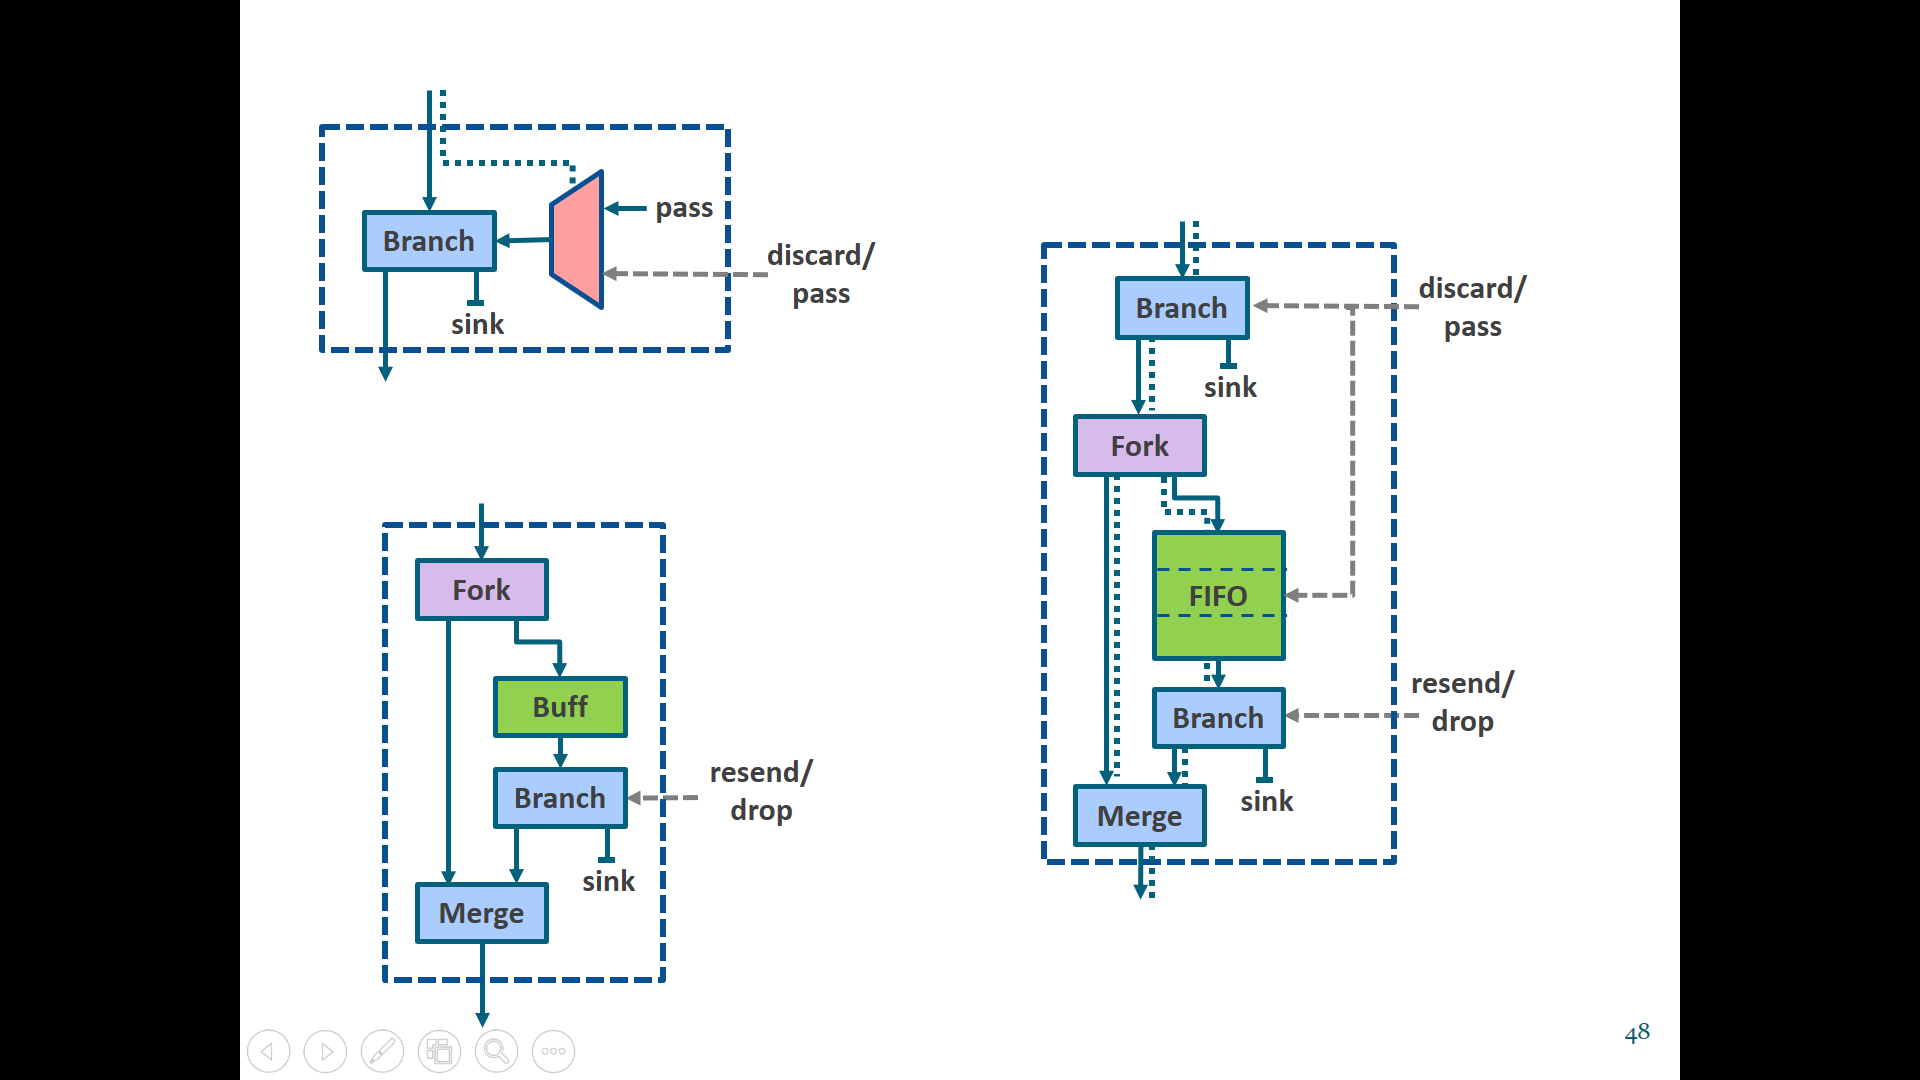 Branch
pass
discard/
pass
sink
Fork
Buff
Branch
resend/
drop
sink
Merge
Branch
discard/
pass
sink
Fork
FIFO
Branch
resend/
drop
sink
Merge
48